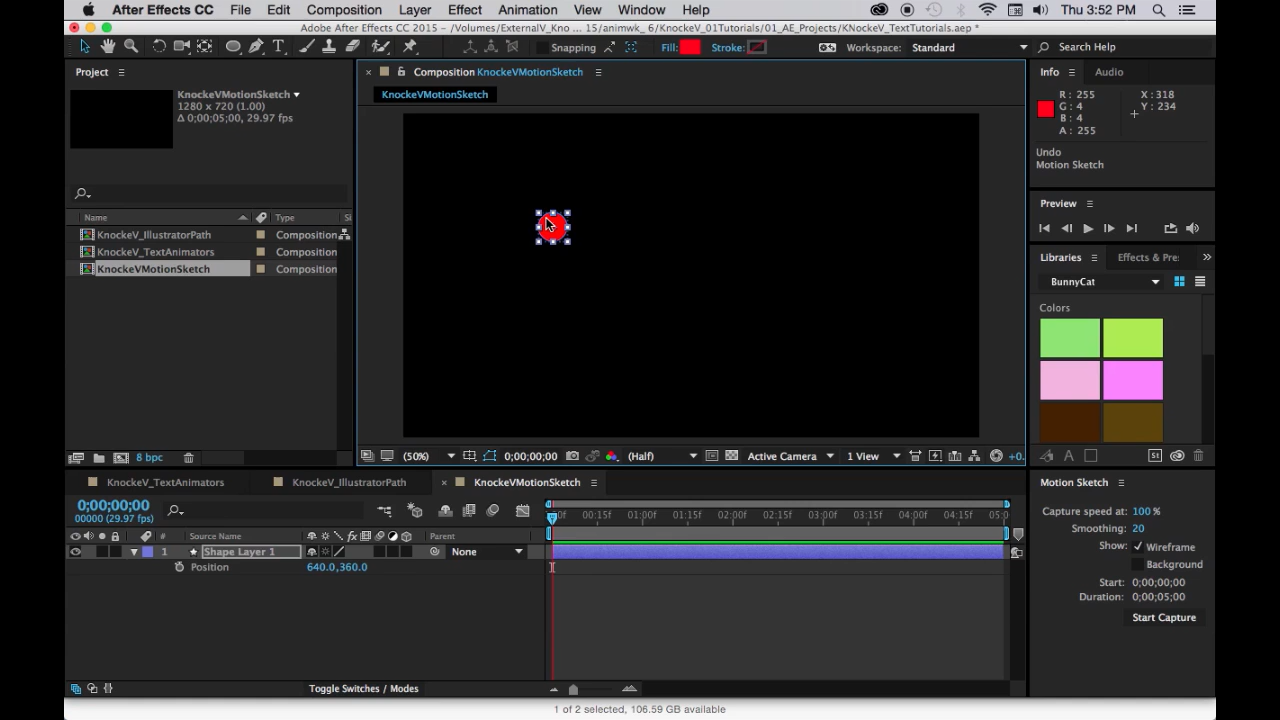 After Effects CC File Edit Composition Layer Effect Animation View Window Help Thu 3:52 PM
Adobe After Effects CC 2015 - /Volumes/ExternalV_Kno ... 15/animwk_ 6/KnockeV_01Tutorials/01_AE_Projects/KNockeV_TextTutorials.aep *
Snapping Fill: Stroke: Workspace: Standard Search Help
Project
KnockeVMotionSketch
1280 x 720 (1.00)
Δ 0;00;05;00, 29.97 fps
Name Type Si
KnockeV_IllustratorPath Composition
KnockeV_TextAnimators Composition
KnockeVMotionSketch Composition
8 bpc
Composition KnockeVMotionSketch
KnockeVMotionSketch
(50%) 0;00;00;00 (Half) Active Camera 1 View +0.
Info Audio
R: 255
G: 4
B: 4
A: 255
X: 318
Y: 234
Undo
Motion Sketch
Preview
Libraries Effects & Pre:
BunnyCat
Colors
KnockeV_TextAnimators KnockeV_IllustratorPath KnockeVMotionSketch
0;00;00;00
00000 (29.97 fps)
0f 00:15f 01:00f 01:15f 02:00f 02:15f 03:00f 03:15f 04:00f 04:15f 05:0
# Source Name Parent
1 Shape Layer 1 None
Position 640.0,360.0
Toggle Switches / Modes
Motion Sketch
Capture speed at: 100 %
Smoothing: 20
Show: Wireframe
Background
Start: 0;00;00;00
Duration: 0;00;05;00
Start Capture
1 of 2 selected, 106.59 GB available